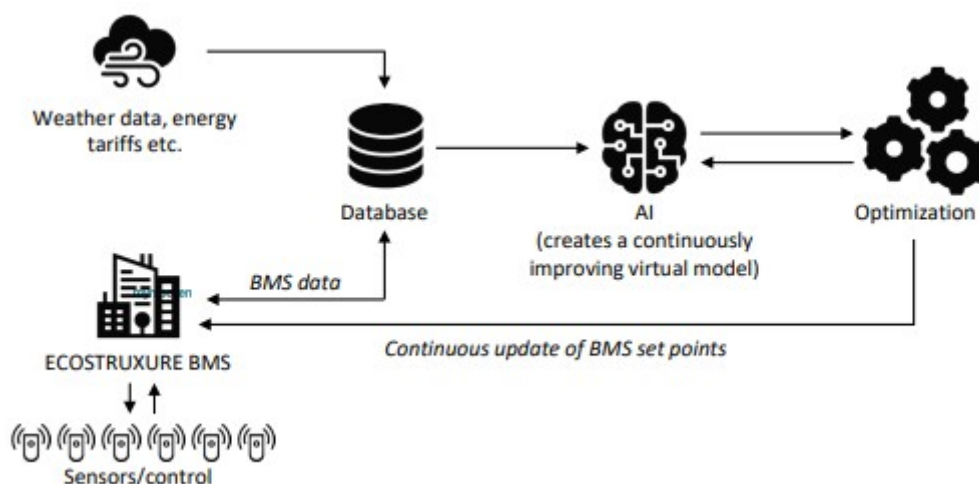 Weather data, energy
tariffs etc.
Database
AI
(creates a continuously
improving virtual model)
Optimization
BMS data
ECOSTRUXURE BMS
Continuous update of BMS set points
Sensors/control